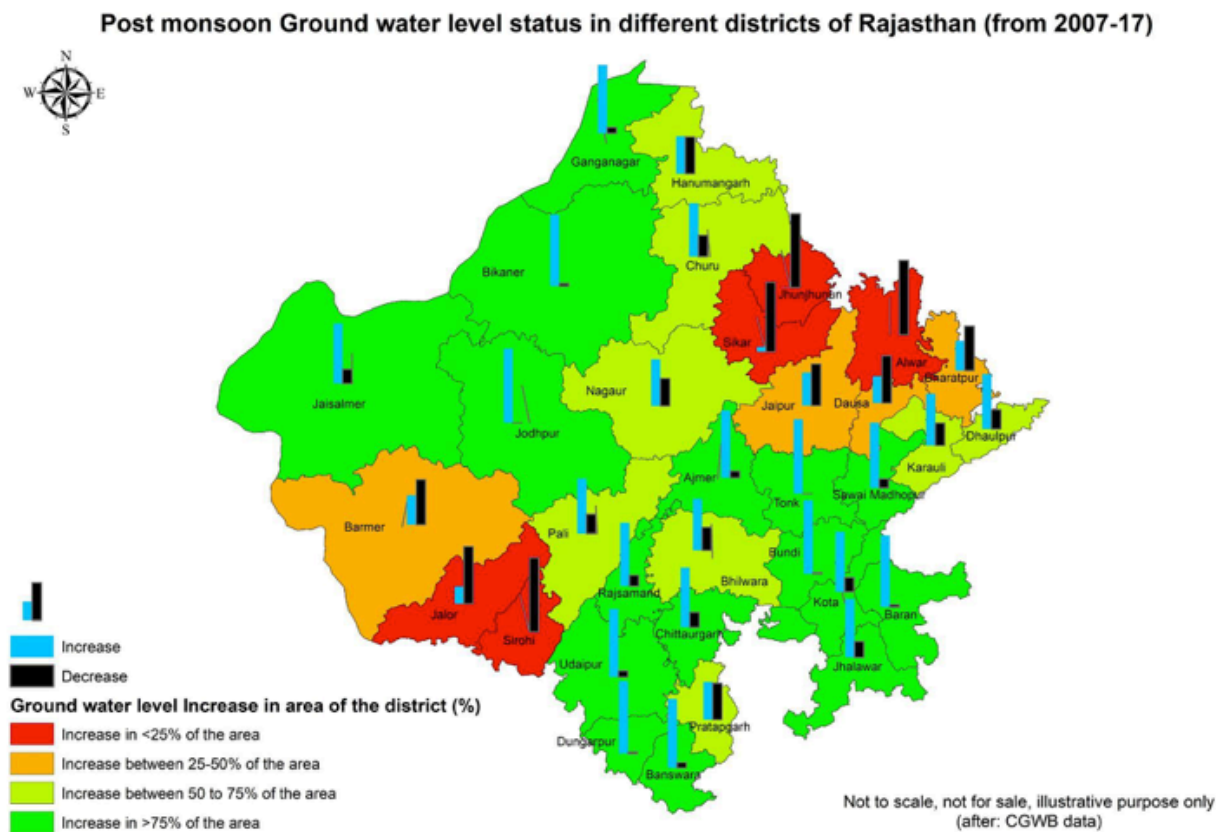 Post monsoon Ground water level status in different districts of Rajasthan (from 2007-17)
N
W E
S
Ganganagar
Hanumangarh
Churu
Bikaner
Jhunjhunun
Sikar
Alwar
Bharatpur
Jaisalmer
Nagaur
Jaipur
Dausa
Jodhpur
Dhaulpur
Karauli
Ajmer
Tonk
Sawai Madhopur
Barmer
Pali
Bundi
Bhilwara
Rajsamand
Kota
Baran
Jalor
Sirohi
Chittaurgarh
Jhalawar
Udaipur
Pratapgarh
Dungarpur
Banswara
Increase
Decrease
Ground water level Increase in area of the district (%)
Increase in <25% of the area
Increase between 25-50% of the area
Increase between 50 to 75% of the area
Increase in >75% of the area
Not to scale, not for sale, illustrative purpose only
(after: CGWB data)